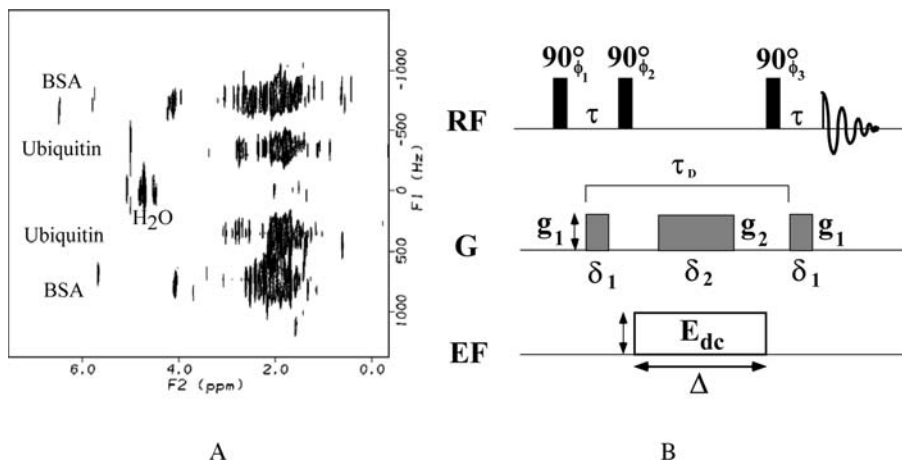 BSA
Ubiquitin
H2O
Ubiquitin
BSA
-1000
-500
0
500
1000
F1 (Hz)
6.0 4.0 2.0 0.0
F2 (ppm)
A
90°ϕ1 90°ϕ2 90°ϕ3
RF τ τ
τD
G g1 g2 g1
δ1 δ2 δ1
EF Edc
Δ
B